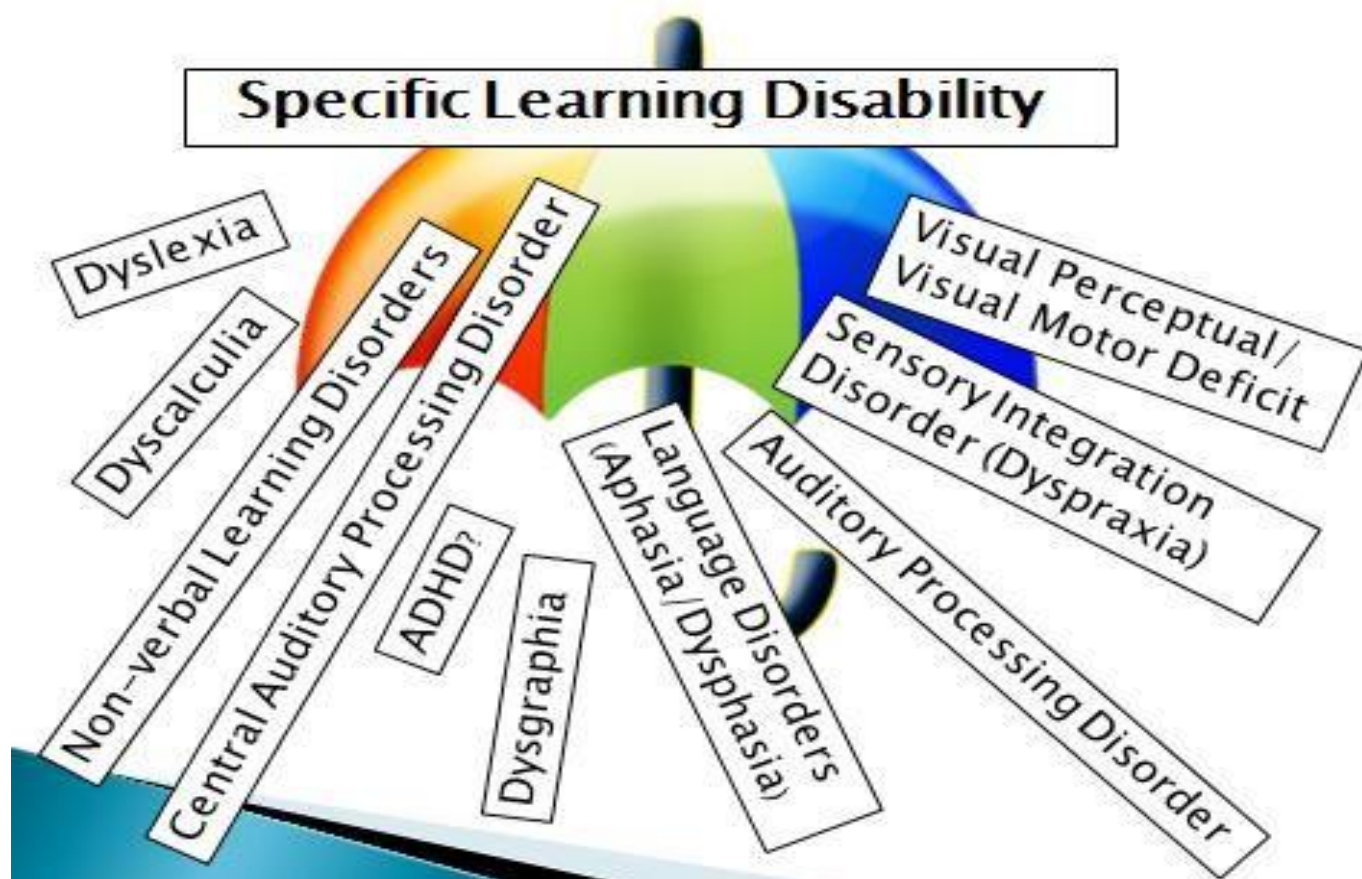 Specific Learning Disability
Dyslexia
Dyscalculia
Non-verbal Learning Disorders
Central Auditory Processing Disorder
ADHD?
Dysgraphia
Language Disorders
(Aphasia/Dysphasia)
Auditory Processing Disorder
Sensory Integration
Disorder (Dyspraxia)
Visual Perceptual/
Visual Motor Deficit